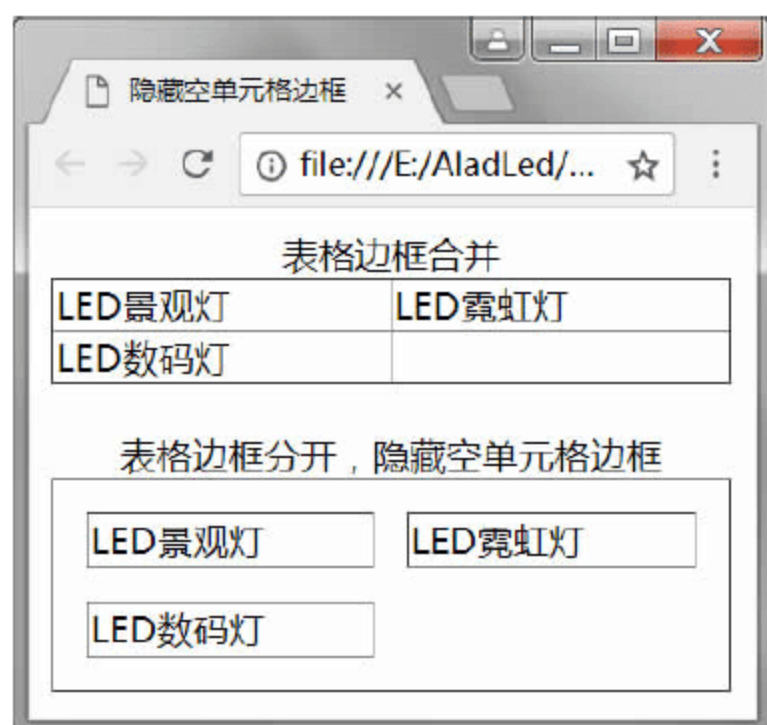 隐藏空单元格边框
file:///E:/AladLed/...
表格边框合并
LED景观灯 LED霓虹灯
LED数码灯
表格边框分开，隐藏空单元格边框
LED景观灯 LED霓虹灯
LED数码灯